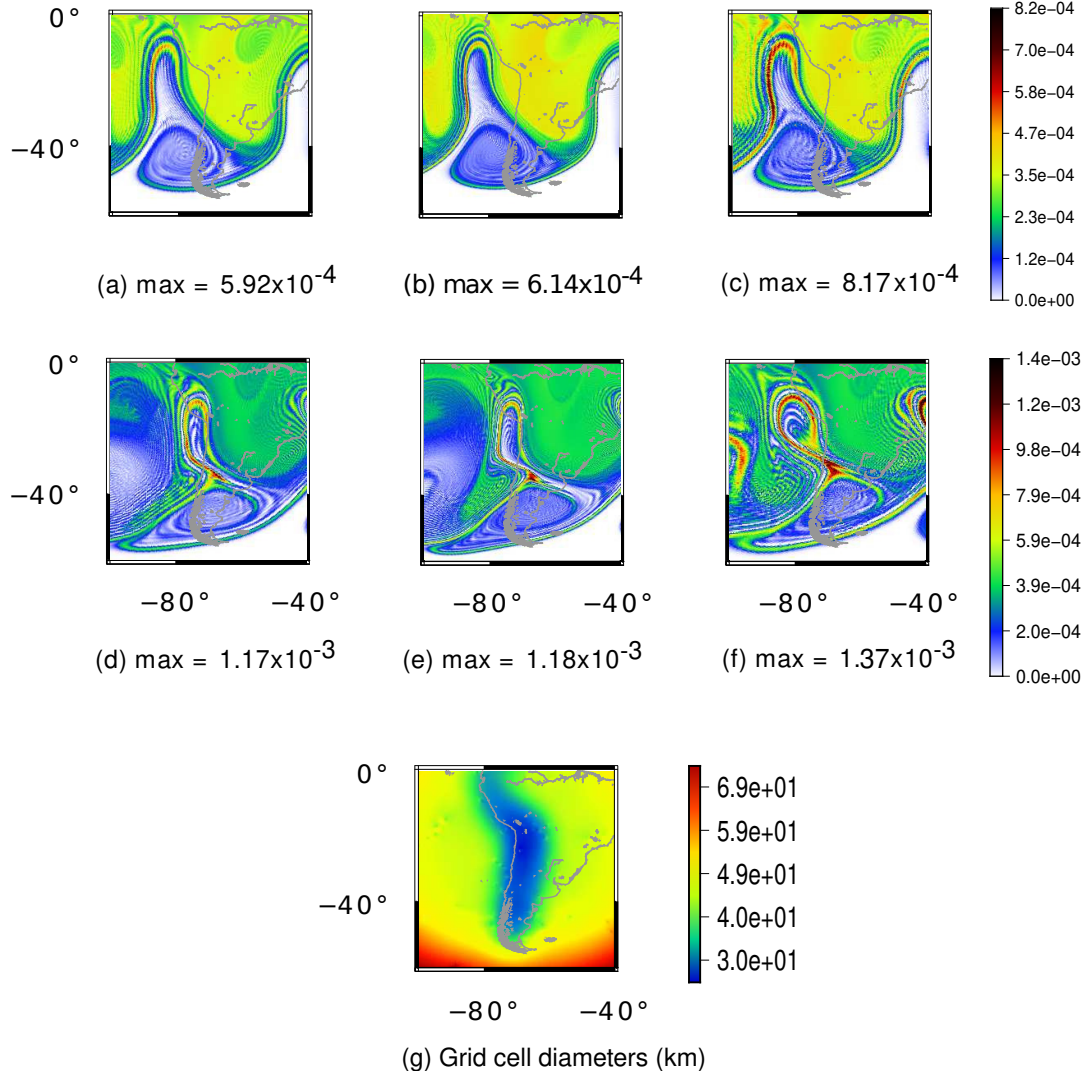 0°
−40°
8.2e−04
7.0e−04
5.8e−04
4.7e−04
3.5e−04
2.3e−04
1.2e−04
0.0e+00
(a) max = 5.92x10-4
(b) max = 6.14x10-4
(c) max = 8.17x10-4
0°
−40°
1.4e−03
1.2e−03
9.8e−04
7.9e−04
5.9e−04
3.9e−04
2.0e−04
0.0e+00
−80° −40°
−80° −40°
−80° −40°
(d) max = 1.17x10-3
(e) max = 1.18x10-3
(f) max = 1.37x10-3
0°
−40°
6.9e+01
5.9e+01
4.9e+01
4.0e+01
3.0e+01
−80° −40°
(g) Grid cell diameters (km)